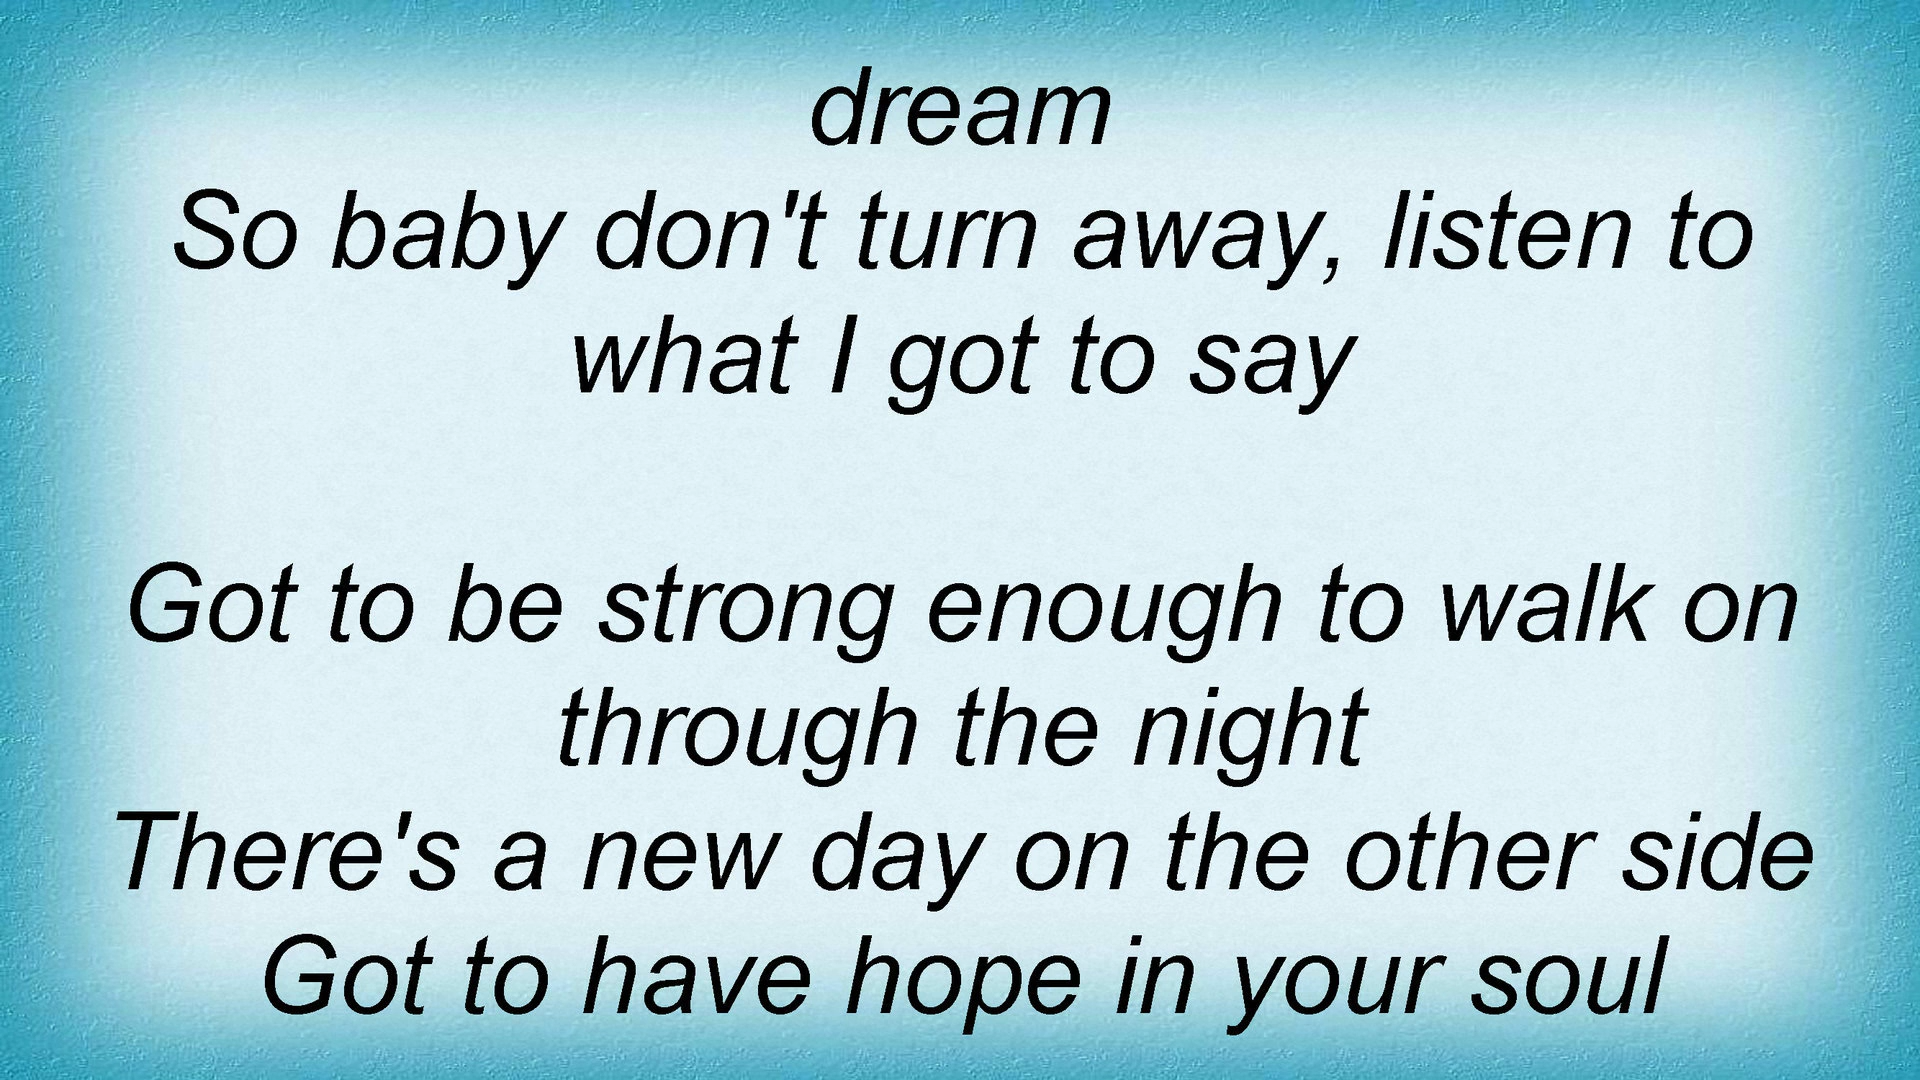 dream
So baby don't turn away, listen to
what I got to say

Got to be strong enough to walk on
through the night
There's a new day on the other side
Got to have hope in your soul